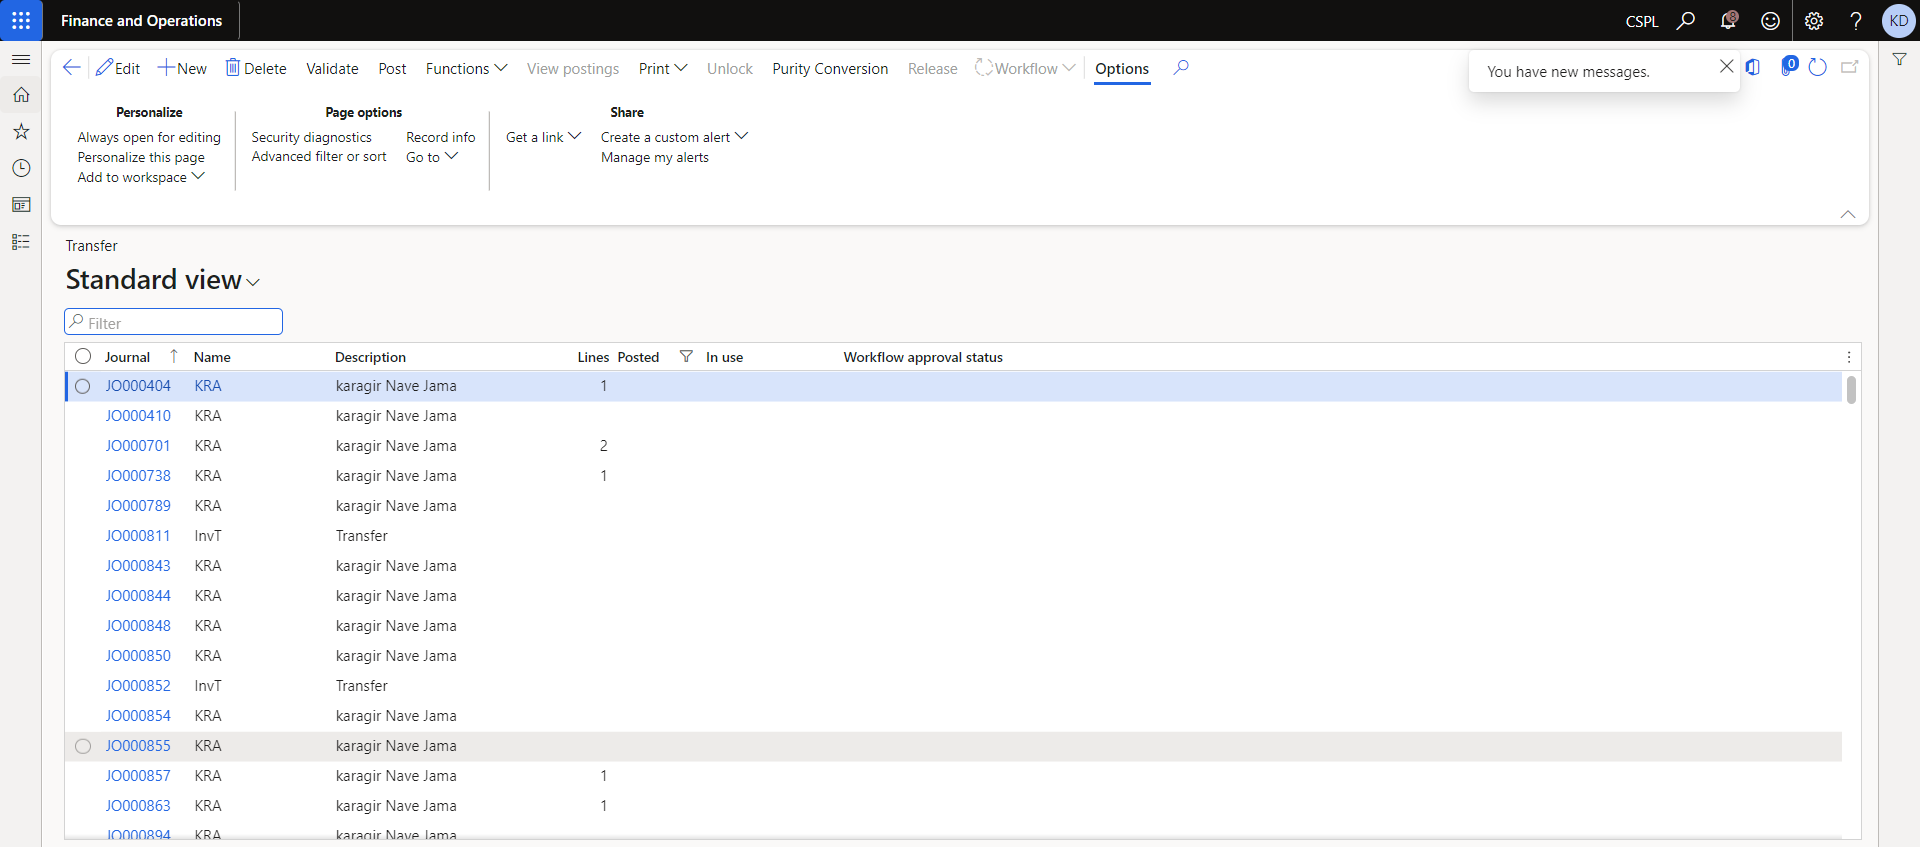 Finance and Operations
CSPL
8
KD
Edit New Delete Validate Post Functions View postings Print Unlock Purity Conversion Release Workflow Options
You have new messages.
0
Personalize
Always open for editing
Personalize this page
Add to workspace
Page options
Security diagnostics Record info
Advanced filter or sort Go to
Share
Get a link Create a custom alert
Manage my alerts
Transfer
Standard view
Filter
Journal Name Description Lines Posted In use Workflow approval status
JO000404 KRA karagir Nave Jama 1
JO000410 KRA karagir Nave Jama
JO000701 KRA karagir Nave Jama 2
JO000738 KRA karagir Nave Jama 1
JO000789 KRA karagir Nave Jama
JO000811 InvT Transfer
JO000843 KRA karagir Nave Jama
JO000844 KRA karagir Nave Jama
JO000848 KRA karagir Nave Jama
JO000850 KRA karagir Nave Jama
JO000852 InvT Transfer
JO000854 KRA karagir Nave Jama
JO000855 KRA karagir Nave Jama
JO000857 KRA karagir Nave Jama 1
JO000863 KRA karagir Nave Jama 1
JO000894 KRA karagir Nave Jama